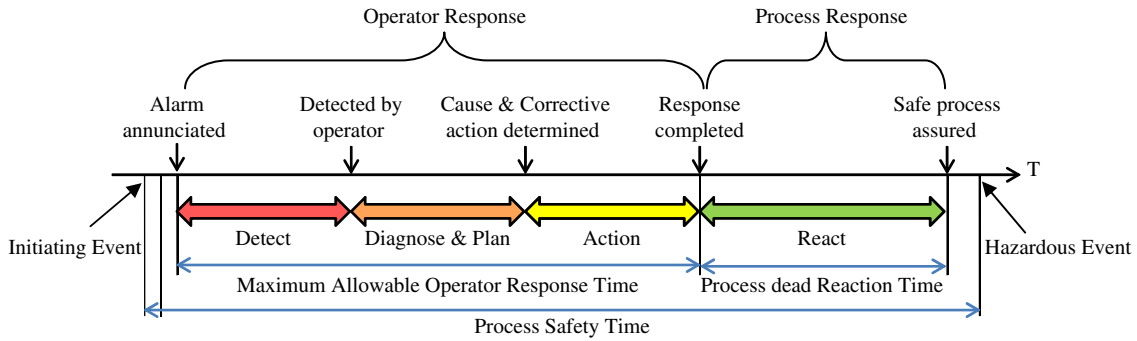 Operator Response
Process Response
Alarm
annunciated
Detected by
operator
Cause & Corrective
action determined
Response
completed
Safe process
assured
T
Initiating Event
Detect
Diagnose & Plan
Action
React
Hazardous Event
Maximum Allowable Operator Response Time
Process dead Reaction Time
Process Safety Time